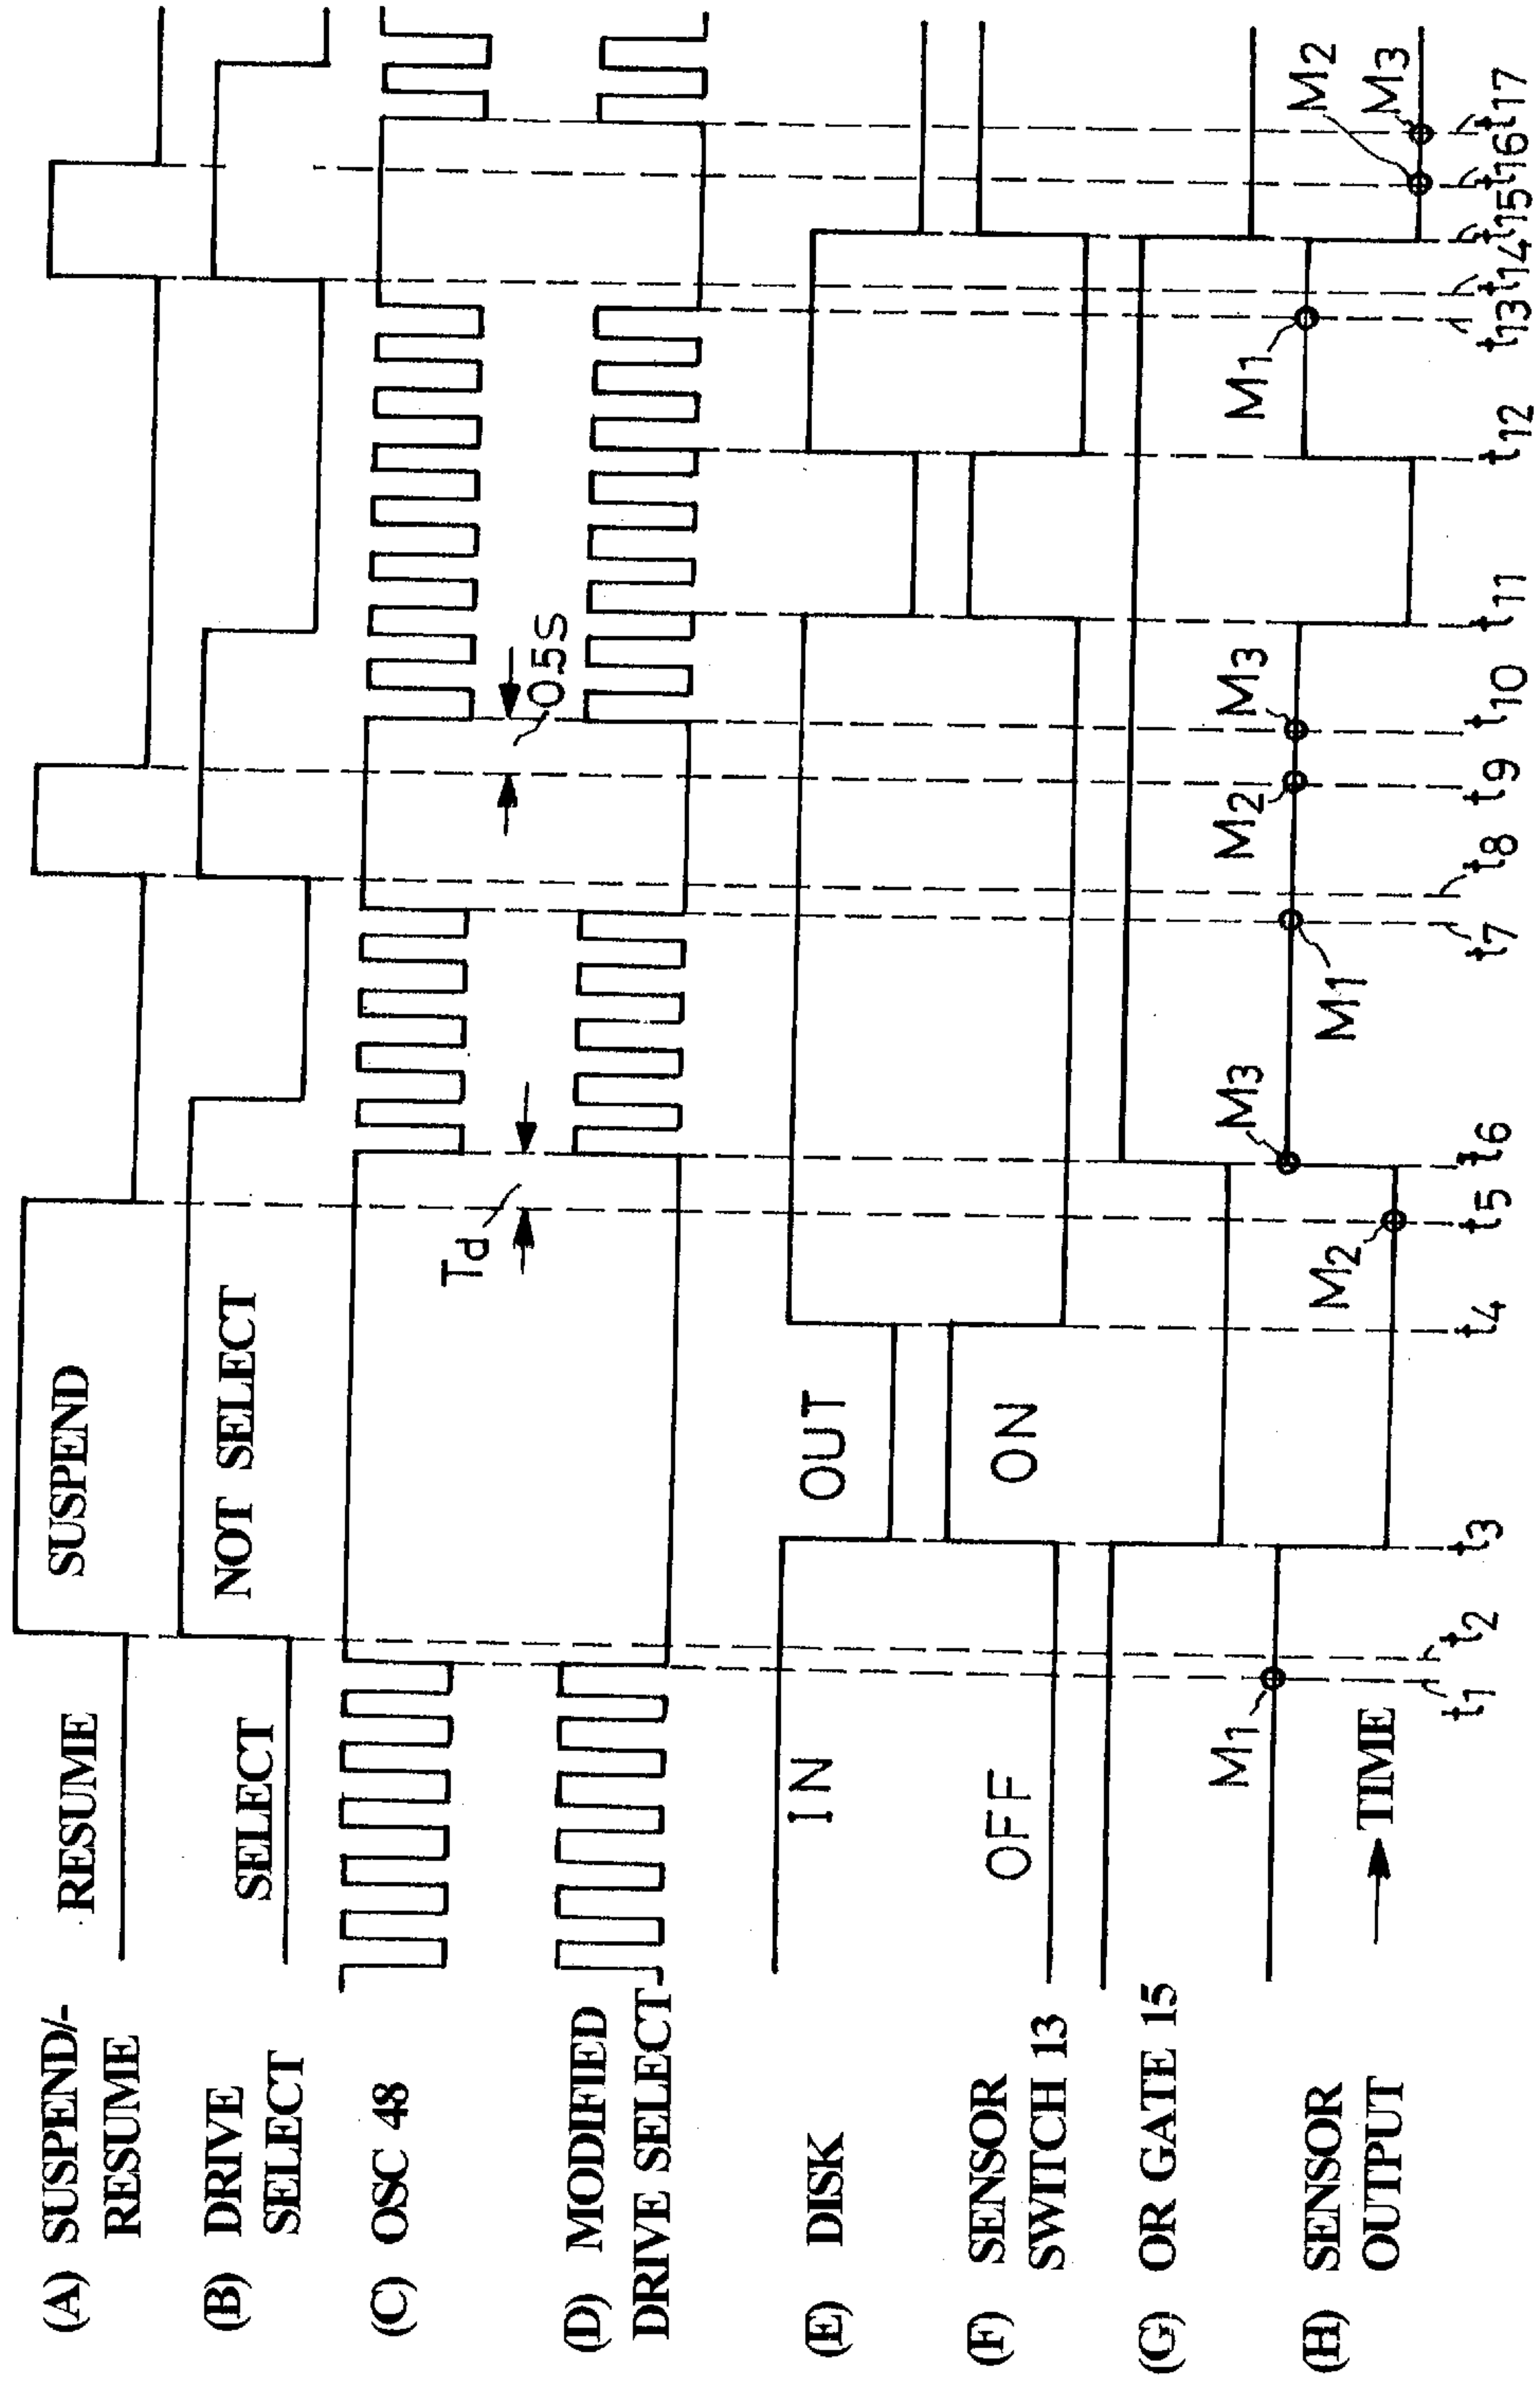 (A) SUSPEND/-
RESUME
RESUME
SUSPEND
(B) DRIVE
SELECT
SELECT
NOT SELECT
(C) OSC 48
Td
0.5S
(D) MODIFIED
DRIVE SELECT
(E) DISK
IN
OUT
(F) SENSOR
SWITCH 13
OFF
ON
(G) OR GATE 15
(H) SENSOR
OUTPUT
M1
M2
M3
M1
M2
M3
M1
M2
M3
TIME
t1 t2 t3 t4 t5 t6 t7 t8 t9 t10 t11 t12 t13 t14 t15 t16 t17